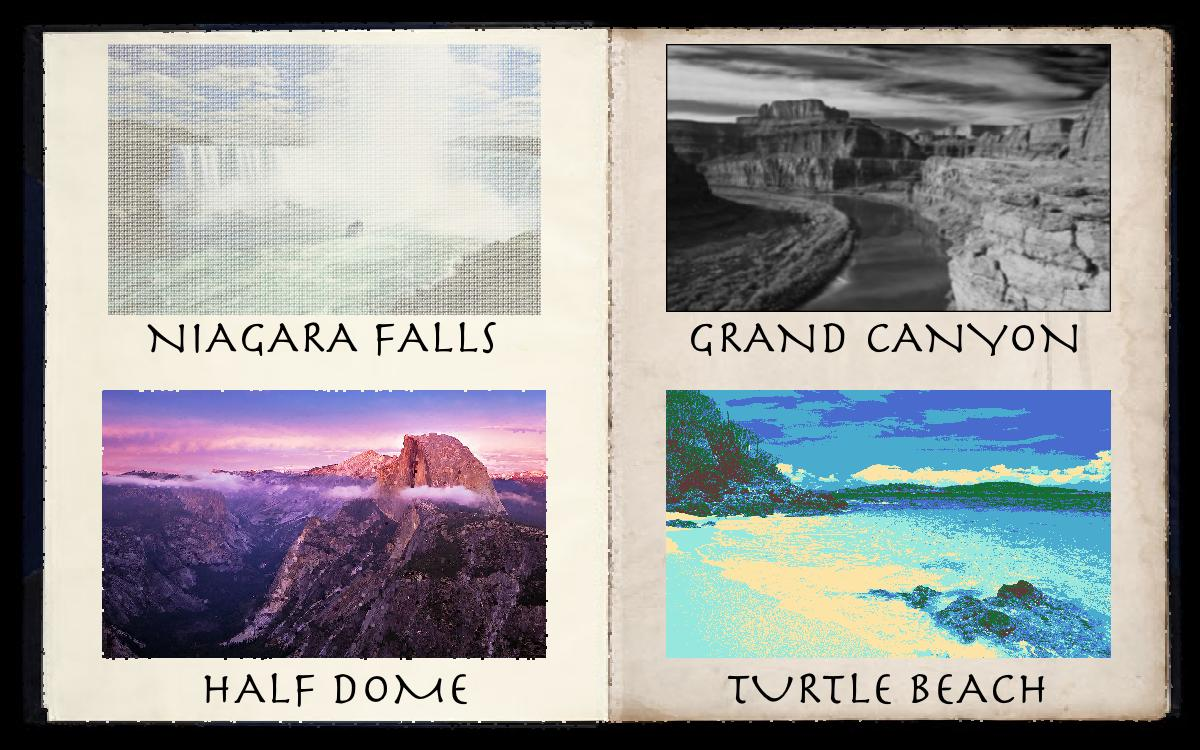 NIAGARA FALLS
GRAND CANYON
HALF DOME
TURTLE BEACH